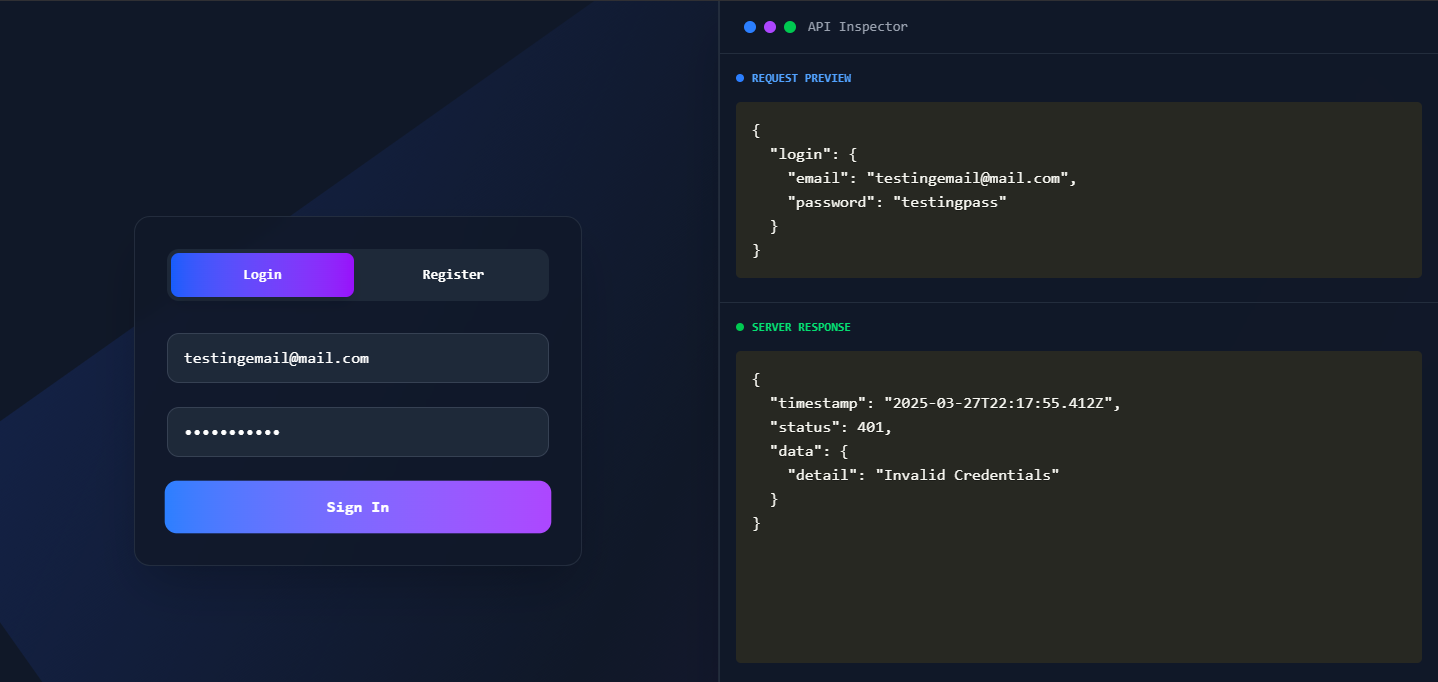 Login Register
testingemail@mail.com
•••••••••••
Sign In
API Inspector
REQUEST PREVIEW
{
  "login": {
    "email": "testingemail@mail.com",
    "password": "testingpass"
  }
}
SERVER RESPONSE
{
  "timestamp": "2025-03-27T22:17:55.412Z",
  "status": 401,
  "data": {
    "detail": "Invalid Credentials"
  }
}